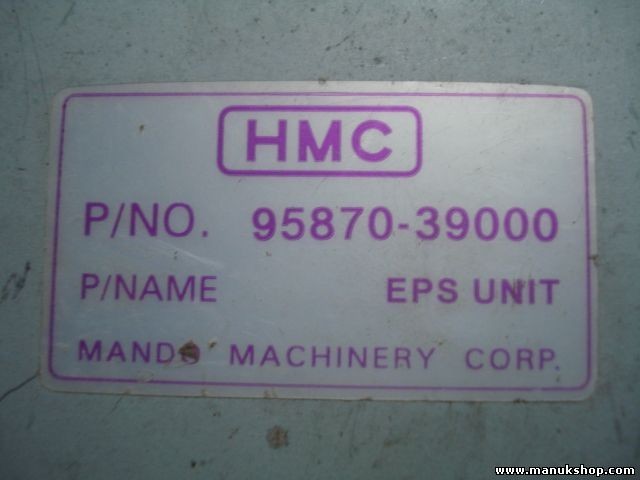 HMC
P/NO. 95870-39000
P/NAME EPS UNIT
MANDO MACHINERY CORP.
www.manukshop.com